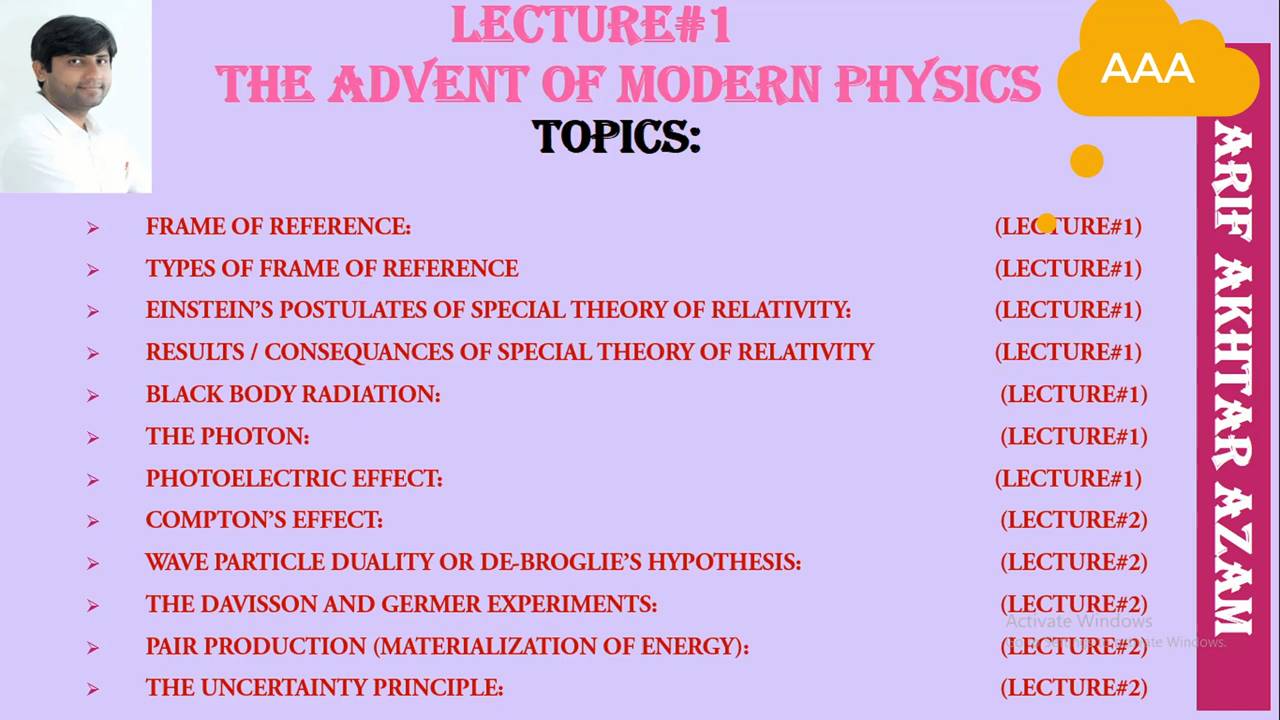 LECTURE#1
THE ADVENT OF MODERN PHYSICS
TOPICS:
AAA
ARIF AKHTAR AZAM
➢ FRAME OF REFERENCE: (LECTURE#1)
➢ TYPES OF FRAME OF REFERENCE (LECTURE#1)
➢ EINSTEIN'S POSTULATES OF SPECIAL THEORY OF RELATIVITY: (LECTURE#1)
➢ RESULTS / CONSEQUANCES OF SPECIAL THEORY OF RELATIVITY (LECTURE#1)
➢ BLACK BODY RADIATION: (LECTURE#1)
➢ THE PHOTON: (LECTURE#1)
➢ PHOTOELECTRIC EFFECT: (LECTURE#1)
➢ COMPTON'S EFFECT: (LECTURE#2)
➢ WAVE PARTICLE DUALITY OR DE-BROGLIE'S HYPOTHESIS: (LECTURE#2)
➢ THE DAVISSON AND GERMER EXPERIMENTS: (LECTURE#2)
Activate Windows
➢ PAIR PRODUCTION (MATERIALIZATION OF ENERGY): (LECTURE#2)
Windows.
➢ THE UNCERTAINTY PRINCIPLE: (LECTURE#2)